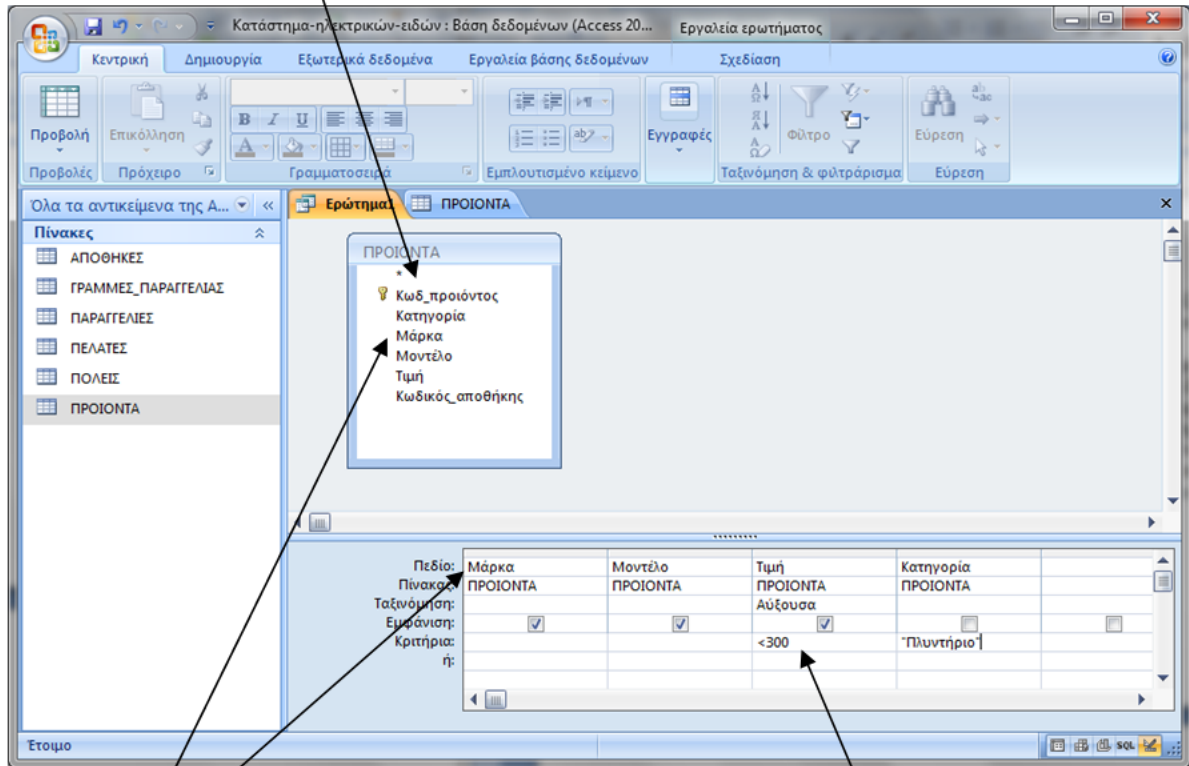 Κατάστημα-ηλεκτρικών-ειδών : Βάση δεδομένων (Access 20...
Εργαλεία ερωτήματος
Κεντρική Δημιουργία Εξωτερικά δεδομένα Εργαλεία βάσης δεδομένων Σχεδίαση
Προβολή Επικόλληση Εγγραφές Φίλτρο Εύρεση
Προβολές Πρόχειρο Γραμματοσειρά Εμπλουτισμένο κείμενο Ταξινόμηση & φιλτράρισμα Εύρεση
Όλα τα αντικείμενα της Α...
Πίνακες
ΑΠΟΘΗΚΕΣ
ΓΡΑΜΜΕΣ_ΠΑΡΑΓΓΕΛΙΑΣ
ΠΑΡΑΓΓΕΛΙΕΣ
ΠΕΛΑΤΕΣ
ΠΟΛΕΙΣ
ΠΡΟΙΟΝΤΑ
Ερώτημα1 ΠΡΟΙΟΝΤΑ
ΠΡΟΙΟΝΤΑ
*
Κωδ_προιόντος
Κατηγορία
Μάρκα
Μοντέλο
Τιμή
Κωδικός_αποθήκης
Πεδίο: Μάρκα Μοντέλο Τιμή Κατηγορία
Πίνακας: ΠΡΟΙΟΝΤΑ ΠΡΟΙΟΝΤΑ ΠΡΟΙΟΝΤΑ ΠΡΟΙΟΝΤΑ
Ταξινόμηση: Αύξουσα
Εμφάνιση:
Κριτήρια: <300 "Πλυντήριο"
ή:
Έτοιμο SQL